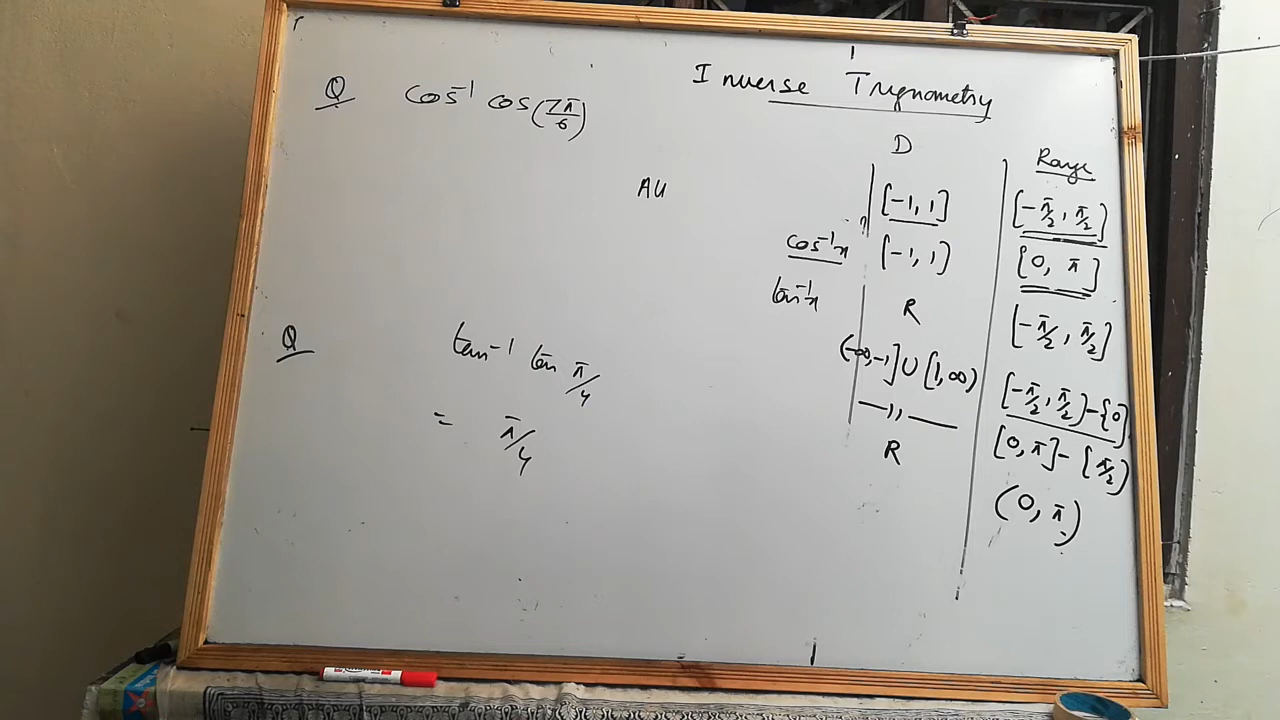 Inverse Trignometry
Q cos⁻¹ cos(7π/6)
All
D
Range
[-1, 1] [-π/2, π/2]
cos⁻¹x [-1, 1] [0, π]
tan⁻¹x R [-π/2, π/2]
(-∞,-1]∪[1,∞) [-π/2, π/2]-{0}
—〃— [0,π]-{π/2}
R (0, π)
Q tan⁻¹ tan π/4
= π/4